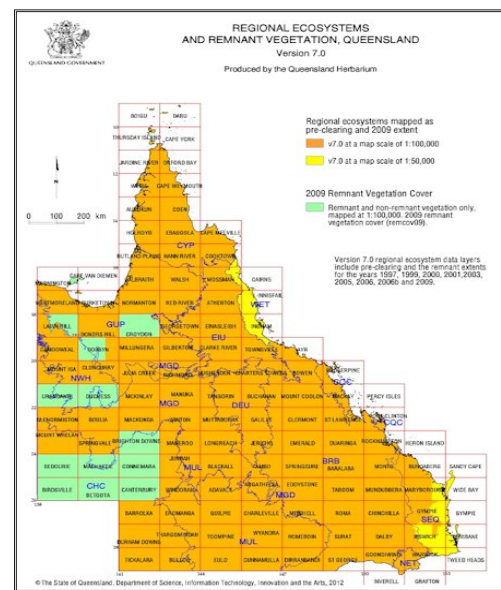 REGIONAL ECOSYSTEMS
AND REMNANT VEGETATION, QUEENSLAND
Version 7.0
Produced by the Queensland Herbarium
QUEENSLAND GOVERNMENT
Regional ecosystems mapped as
pre-clearing and 2009 extent
v7.0 at a map scale of 1:100,000
v7.0 at a map scale of 1:50,000
2009 Remnant Vegetation Cover
Remnant and non-remnant vegetation only,
mapped at 1:100,000. 2009 remnant
vegetation cover (remcov09).
Version 7.0 regional ecosystem data layers
include pre-clearing and the remnant extents
for the years 1997, 1999, 2000, 2001,2003,
2005, 2006, 2006b and 2009.
0 100 200 km
BOIGU DARU
THURSDAY ISLAND CAPE YORK
JARDINE RIVER ORFORD BAY
CAPE WEYMOUTH
AURUKUN COEN
HOLROYD EBAGOOLA CAPE MELVILLE
CYP
RUTLAND PLAINS HANN RIVER COOKTOWN
CAPE VAN DIEMEN
GALBRAITH WALSH MOSSMAN CAIRNS
NORMANTON RED RIVER ATHERTON INNISFAIL
WET
LAWN HILL DONORS HILL CROYDON GEORGETOWN EINASLEIGH INGHAM
GUP
EIU
CAMOOWEAL DOBBYN MILLUNGERA GILBERTON CLARKE RIVER TOWNSVILLE AYR
MOUNT ISA CLONCURRY JULIA CREEK CHARTERS TOWERS BOWEN
NWH
MGD
URANDANGI DUCHESS MCKINLAY MANUKA TANGORIN BUCHANAN MOUNT COOLON MACKAY PERCY ISLES
MGD
DEU
CQC
GLENORMISTON BOULIA MACKUNDA WINTON MUTTABURRA GALILEE CLERMONT ST LAWRENCE
CQC
MOUNT WHELAN SPRINGVALE BRIGHTON DOWNS MANEROO LONGREACH JERICHO EMERALD DUARINGA ROCKHAMPTON HERON ISLAND
BRB
BEDOURIE MACHATTIE CONNEMARA JUNDAH BLACKALL TAMBO SPRINGSURE BARALABA MONTO BUNDABERG SANDY CAPE
MUL
CHC
BIRDSVILLE BETOOTA CANTERBURY WINDORAH ADAVALE AUGATHELLA EDDYSTONE TAROOM MUNDUBBERA MARYBOROUGH WIDE BAY
MGD
BARROLKA EROMANGA QUILPIE CHARLEVILLE MITCHELL ROMA CHINCHILLA GYMPIE GYMPIE
SEQ
DURHAM DOWNS THARGOMINDAH TOOMPINE WYANDRA HOMEBOIN SURAT DALBY IPSWICH BRISBANE
MUL
TICKALARA BULLOO EULO CUNNAMULLA DIRRANBANDI ST GEORGE GOONDIWINDI WARWICK TWEED HEADS
NET
INVERELL GRAFTON
© The State of Queensland, Department of Science, Information Technology, Innovation and the Arts, 2012